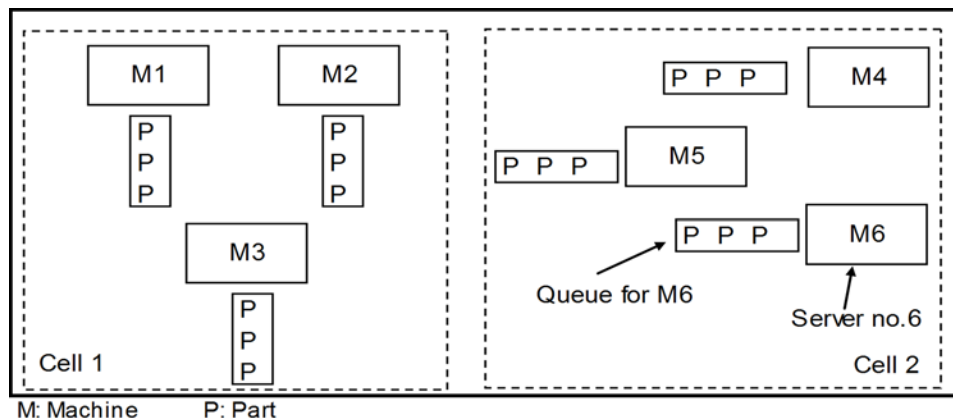 M1
M2
P
P
P
P
P
P
M3
P
P
P
Cell 1
P P P
M4
P P P
M5
P P P
M6
Queue for M6
Server no.6
Cell 2
M: Machine P: Part